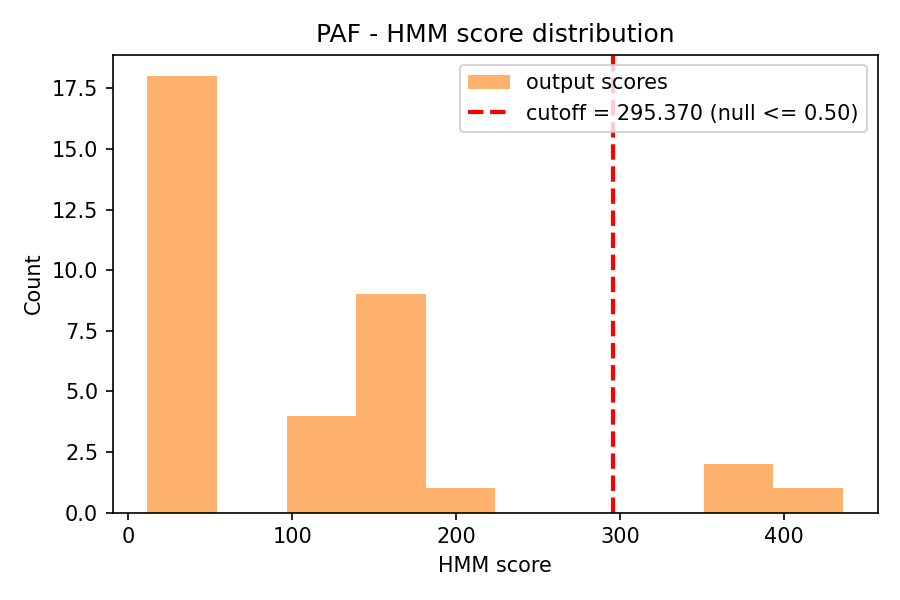 PAF - HMM score distribution
output scores
cutoff = 295.370 (null <= 0.50)
17.5
15.0
12.5
10.0
7.5
5.0
2.5
0.0
Count
0 100 200 300 400
HMM score